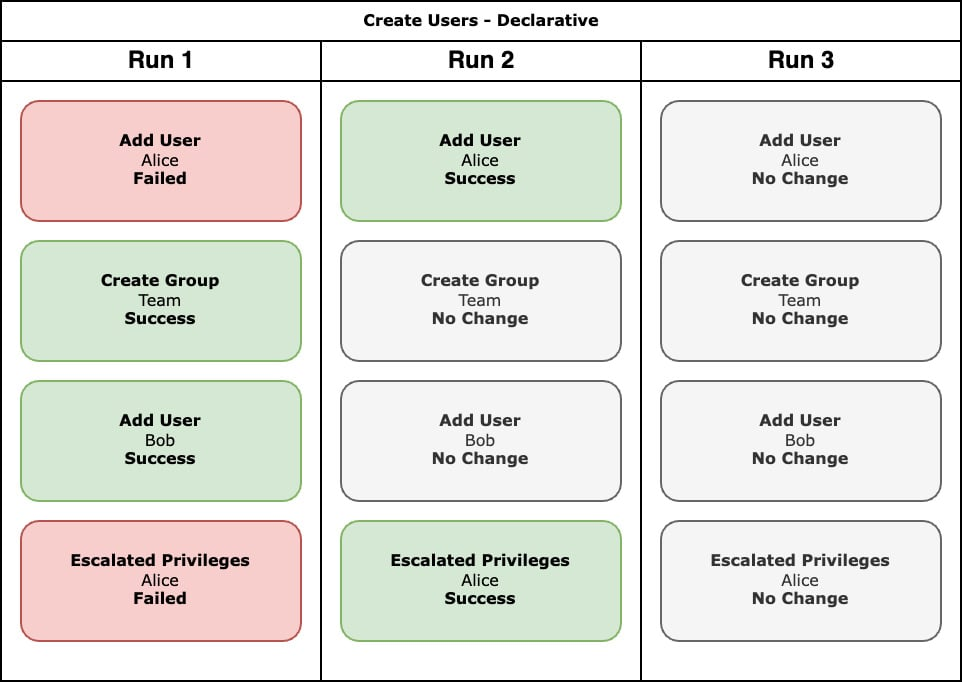 Create Users - Declarative
Run 1
Run 2
Run 3
Add User
Alice
Failed
Add User
Alice
Success
Add User
Alice
No Change
Create Group
Team
Success
Create Group
Team
No Change
Create Group
Team
No Change
Add User
Bob
Success
Add User
Bob
No Change
Add User
Bob
No Change
Escalated Privileges
Alice
Failed
Escalated Privileges
Alice
Success
Escalated Privileges
Alice
No Change